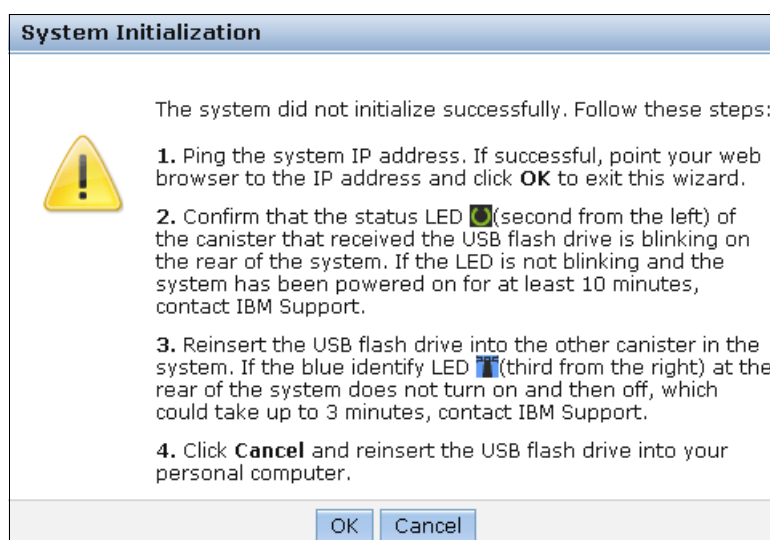 System Initialization
The system did not initialize successfully. Follow these steps:
1. Ping the system IP address. If successful, point your web
browser to the IP address and click OK to exit this wizard.
2. Confirm that the status LED (second from the left) of
the canister that received the USB flash drive is blinking on
the rear of the system. If the LED is not blinking and the
system has been powered on for at least 10 minutes,
contact IBM Support.
3. Reinsert the USB flash drive into the other canister in the
system. If the blue identify LED (third from the right) at the
rear of the system does not turn on and then off, which
could take up to 3 minutes, contact IBM Support.
4. Click Cancel and reinsert the USB flash drive into your
personal computer.
OK Cancel